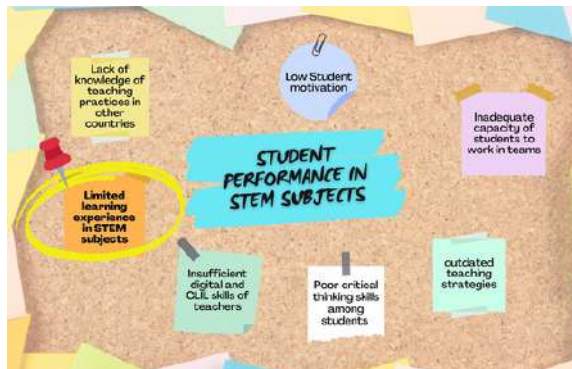 Lack of
knowledge of
teaching
practices in
other
countries
Low Student
motivation
Inadequate
capacity of
students to
work in teams
STUDENT
PERFORMANCE IN
STEM SUBJECTS
Limited
learning
experience
in STEM
subjects
Insufficient
digital and
CLIL skills of
teachers
Poor critical
thinking skills
among
students
outdated
teaching
strategies